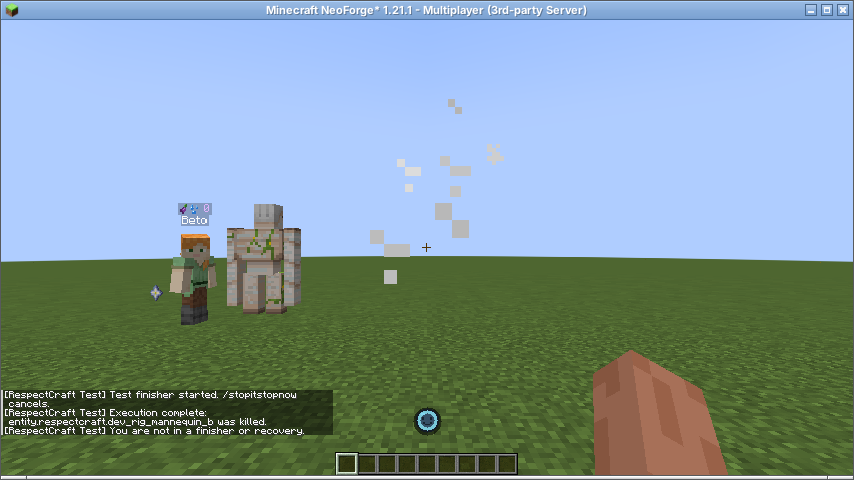 Minecraft NeoForge* 1.21.1 - Multiplayer (3rd-party Server)
0
Beto
[RespectCraft Test] Test finisher started. /stopitstopnow
cancels.
[RespectCraft Test] Execution complete:
entity.respectcraft.dev_rig_mannequin_b was killed.
[RespectCraft Test] You are not in a finisher or recovery.